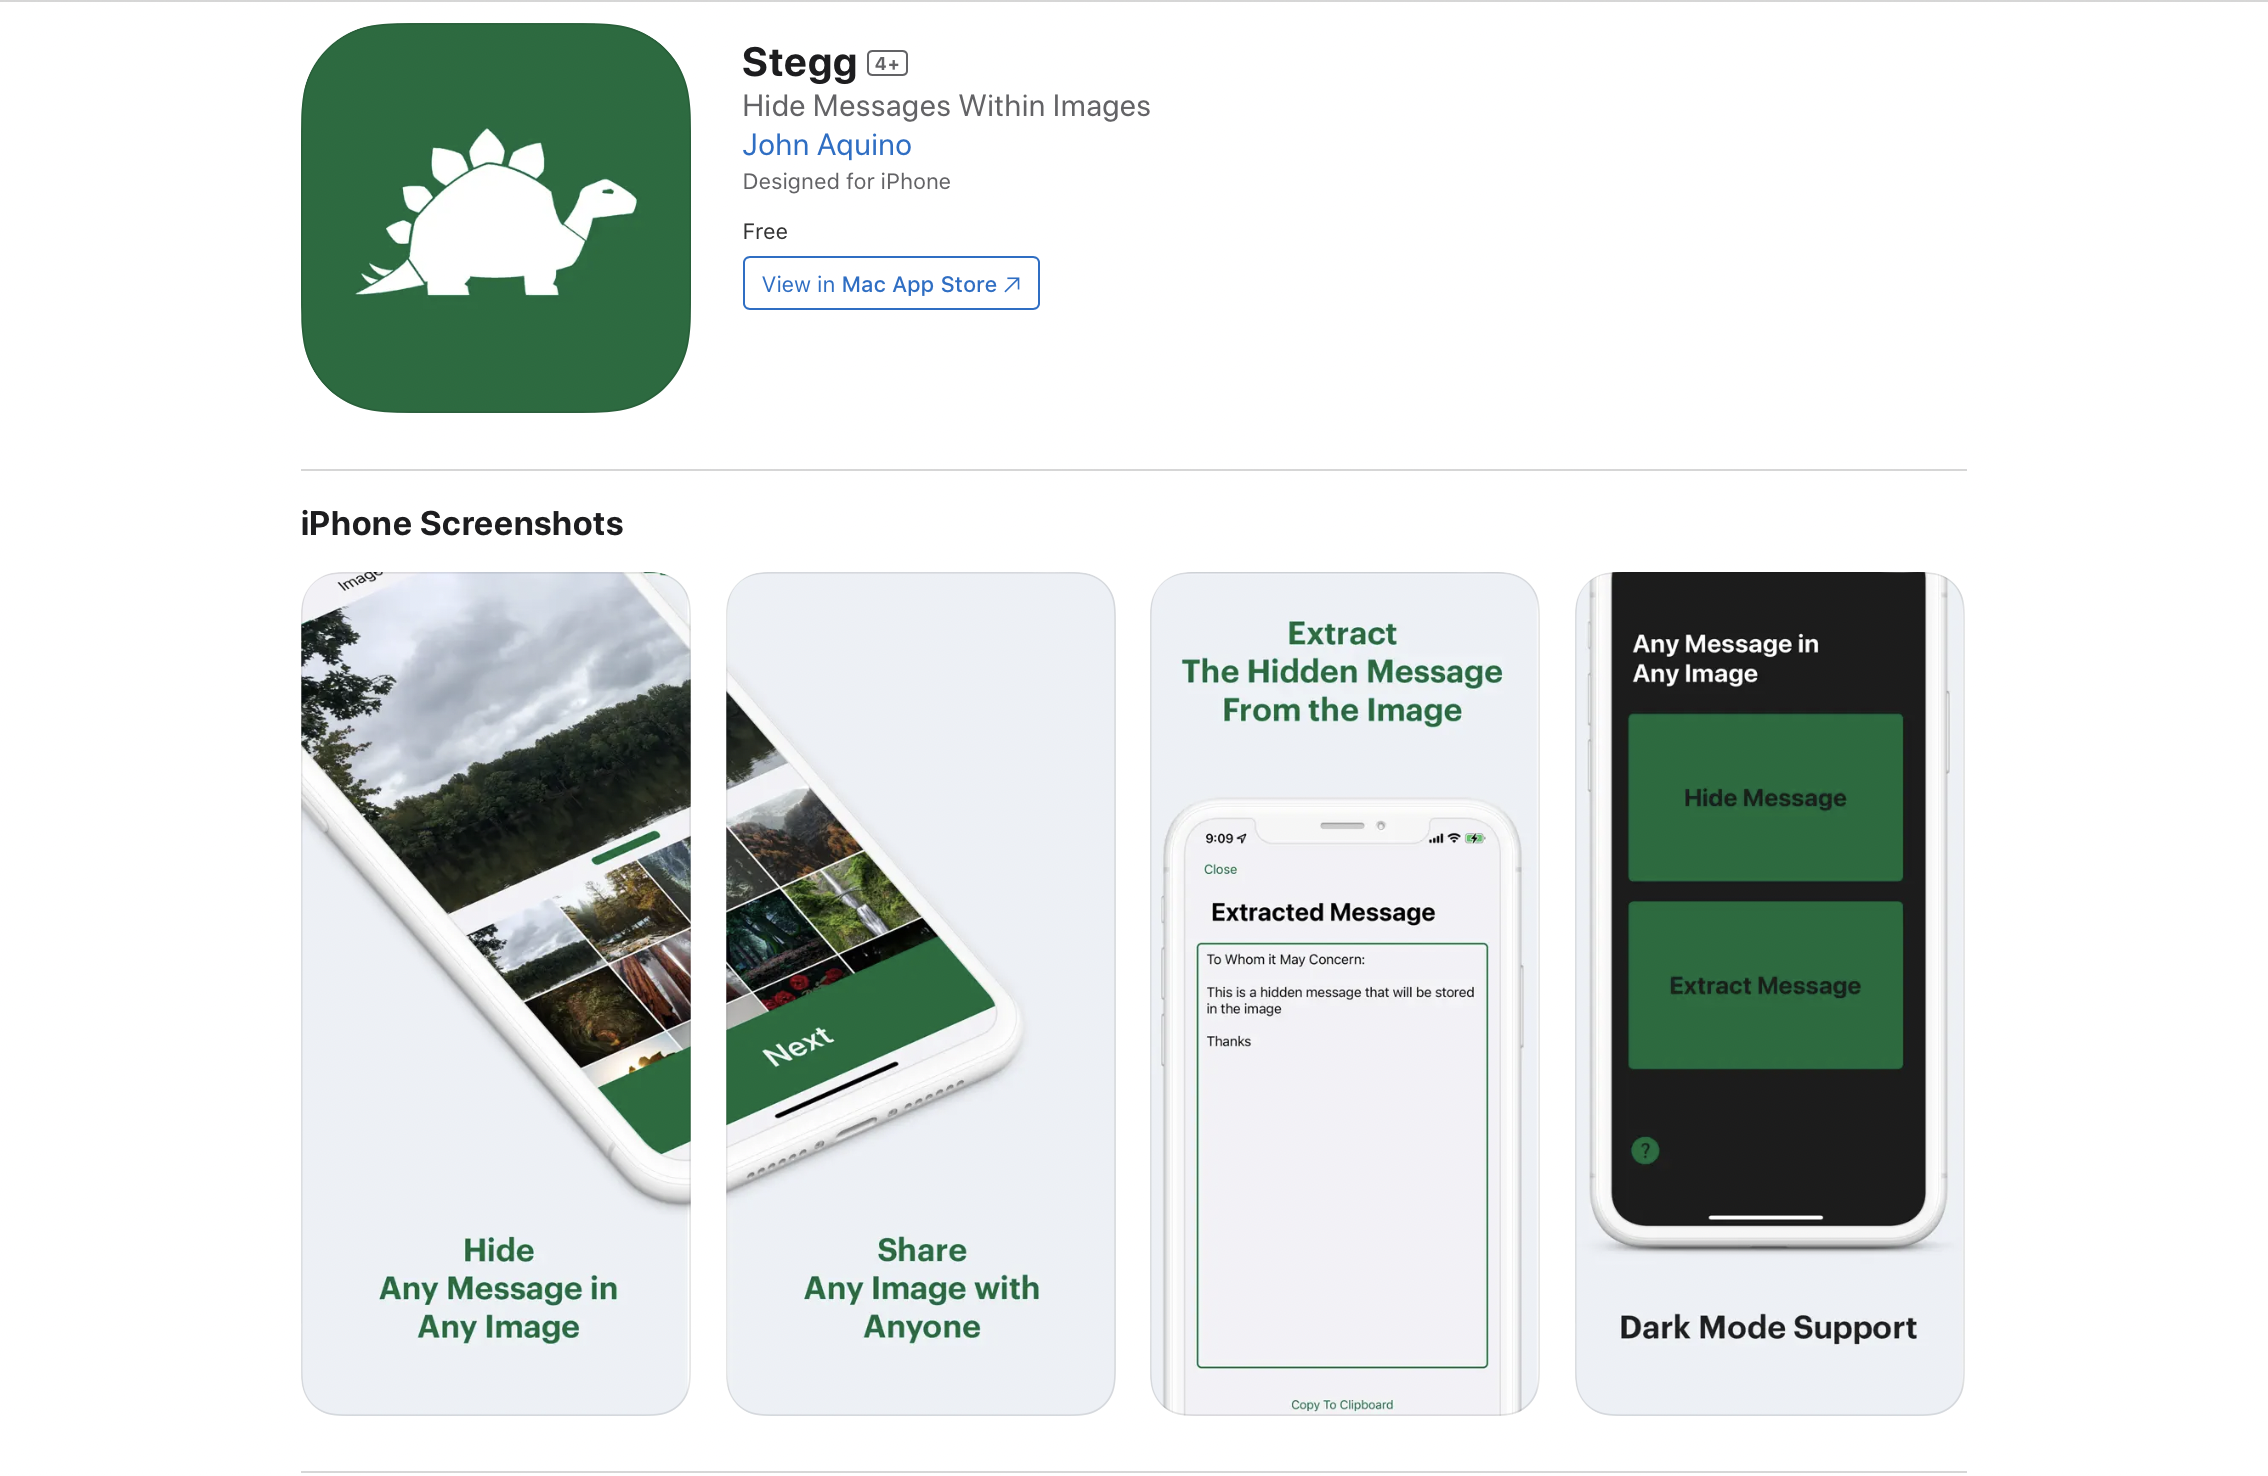 Stegg 4+
Hide Messages Within Images
John Aquino
Designed for iPhone
Free
View in Mac App Store ↗
iPhone Screenshots
Image
Hide
Any Message in
Any Image
Next
Share
Any Image with
Anyone
Extract
The Hidden Message
From the Image
9:09
Close
Extracted Message
To Whom it May Concern:
This is a hidden message that will be stored
in the image
Thanks
Copy To Clipboard
Any Message in
Any Image
Hide Message
Extract Message
?
Dark Mode Support